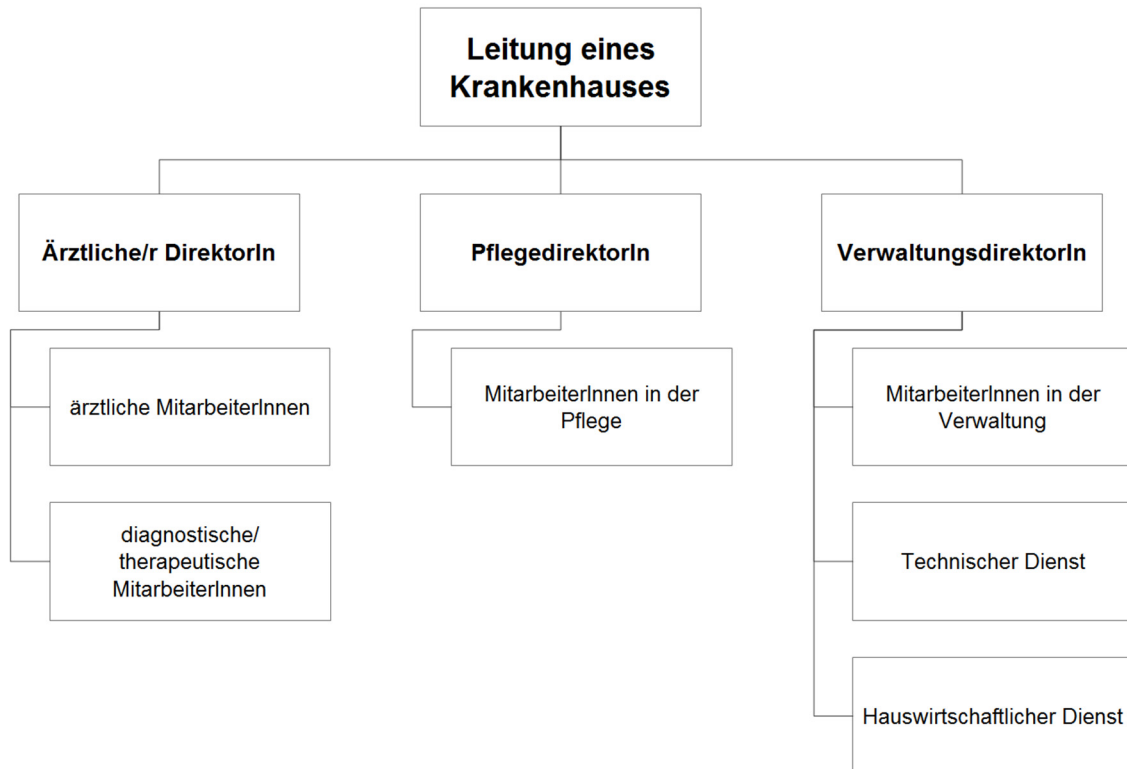 Leitung eines
Krankenhauses
Ärztliche/r DirektorIn
PflegedirektorIn
VerwaltungsdirektorIn
ärztliche MitarbeiterInnen
MitarbeiterInnen in der
Pflege
MitarbeiterInnen in der
Verwaltung
diagnostische/
therapeutische
MitarbeiterInnen
Technischer Dienst
Hauswirtschaftlicher Dienst